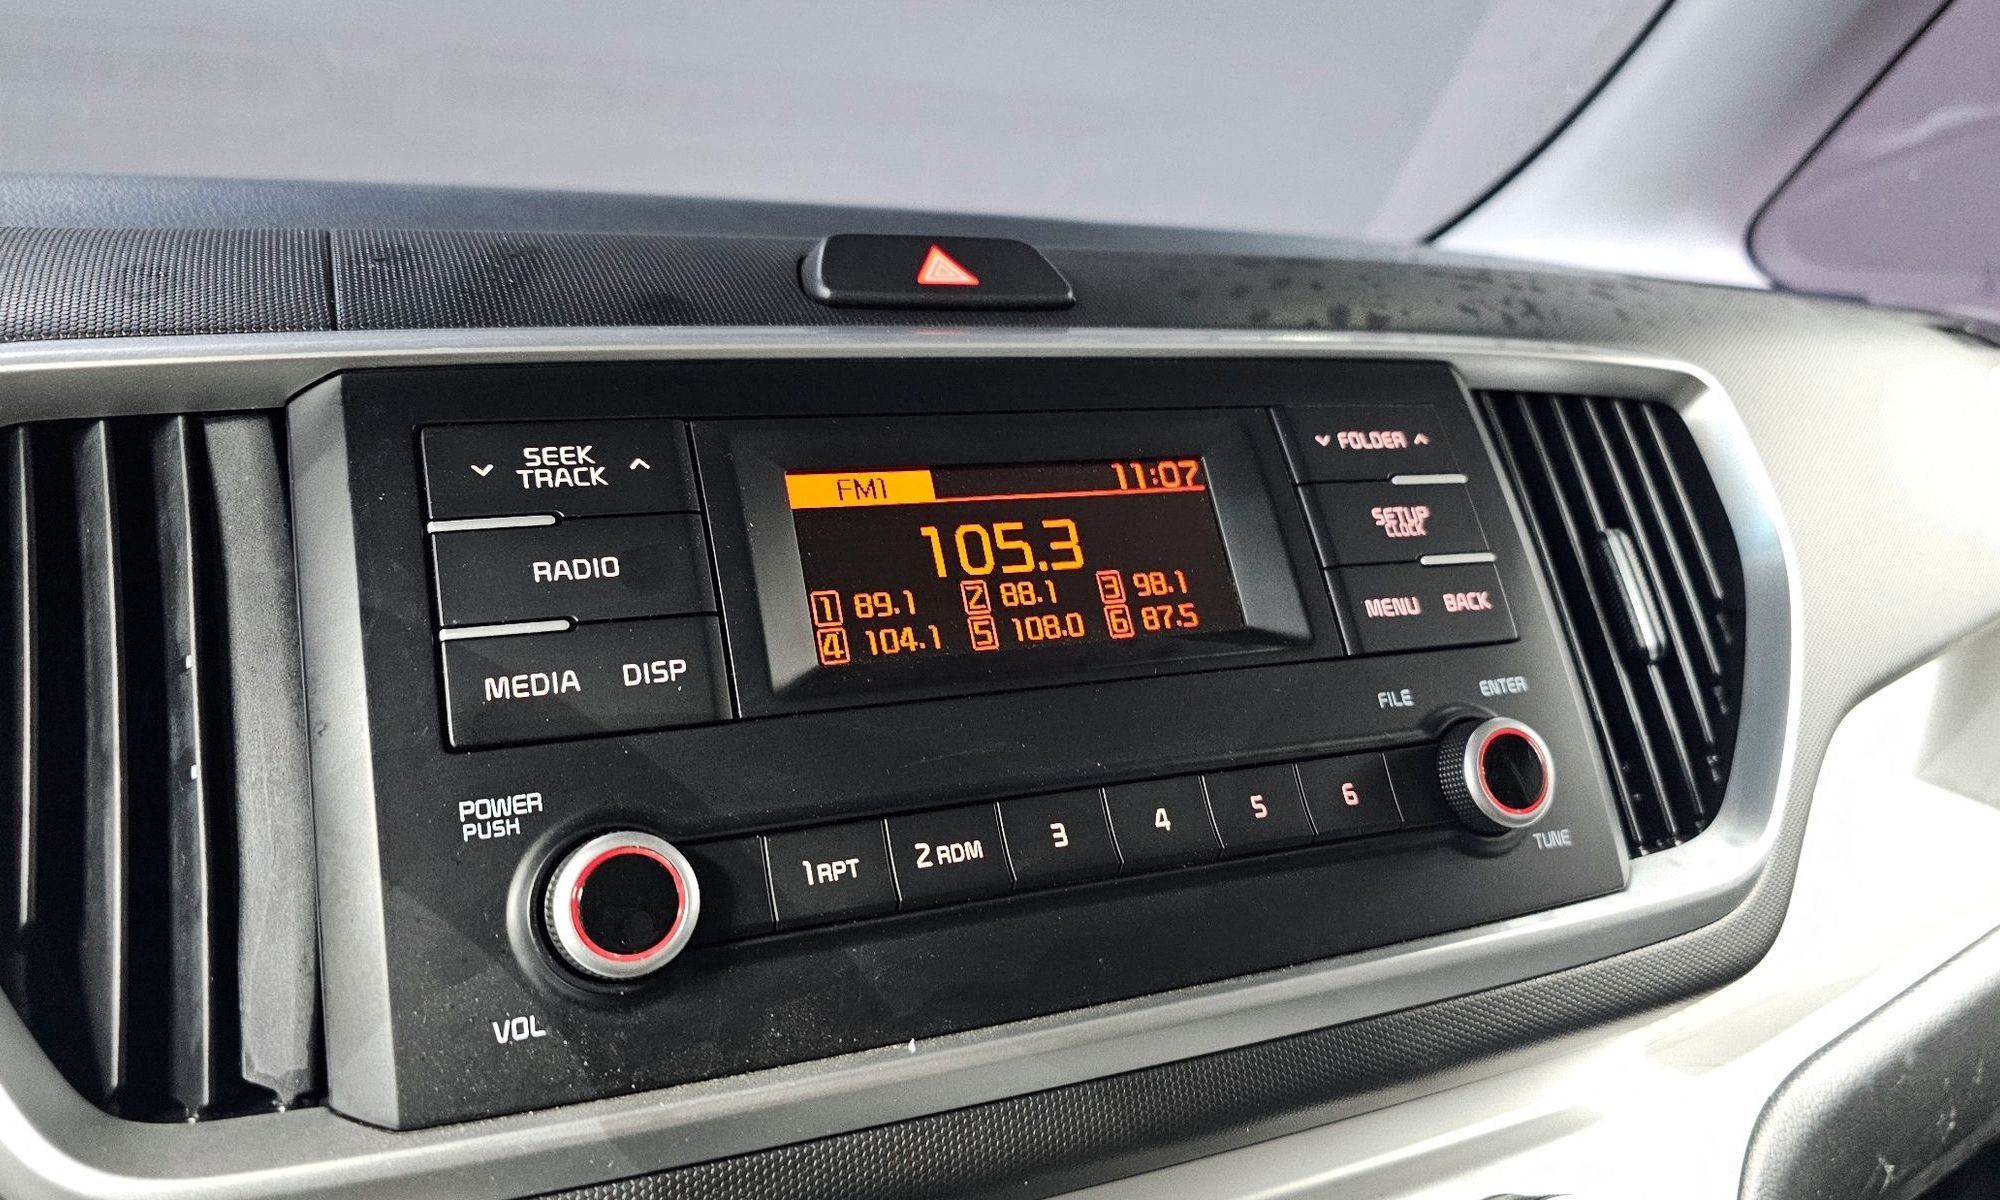 SEEK
TRACK
RADIO
MEDIA DISP
FM1 11:07
105.3
1 89.1 2 88.1 3 98.1
4 104.1 5 108.0 6 87.5
FOLDER
SETUP
CLOCK
MENU BACK
FILE ENTER
POWER
PUSH
1 RPT 2 RDM 3 4 5 6
TUNE
VOL